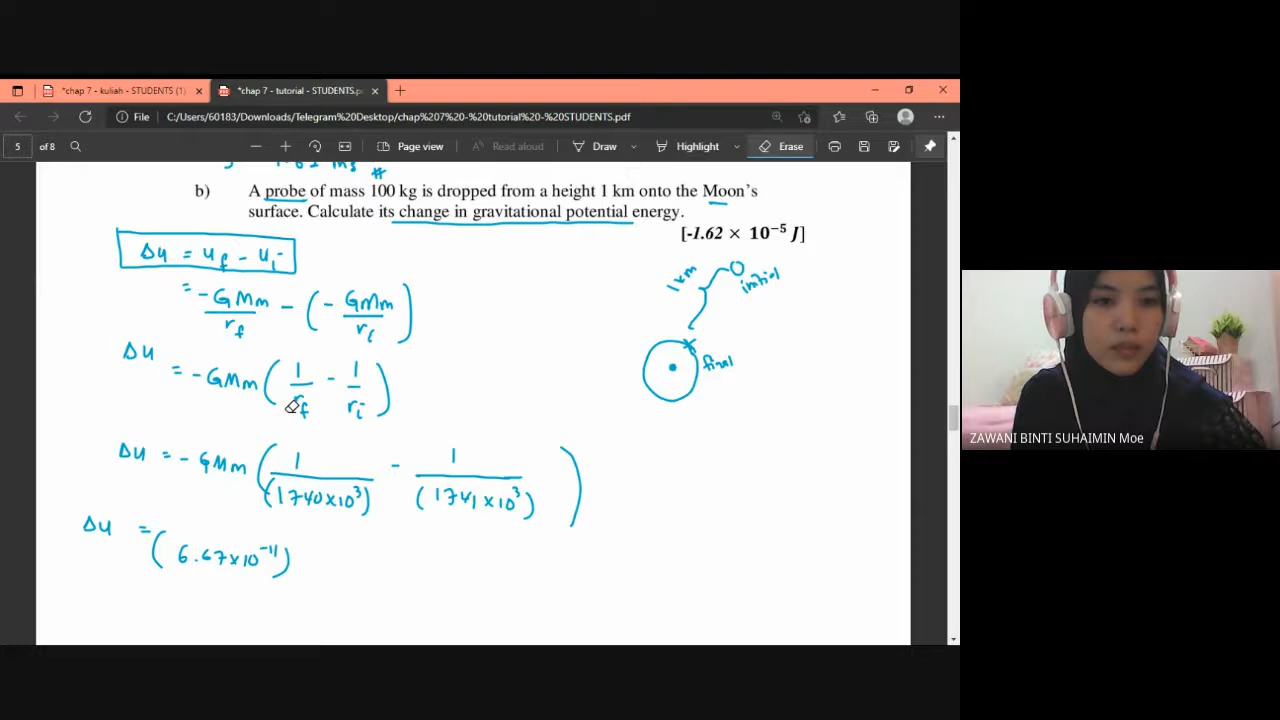 *chap 7 - kuliah - STUDENTS (1)
*chap 7 - tutorial - STUDENTS.p
File C:/Users/60183/Downloads/Telegram%20Desktop/chap%207%20-%20tutorial%20-%20STUDENTS.pdf
5 of 8 Page view Read aloud Draw Highlight Erase
b) A probe of mass 100 kg is dropped from a height 1 km onto the Moon's
surface. Calculate its change in gravitational potential energy.
[-1.62 × 10⁻⁵ J]
ΔU = U_f - U_i
= -GMm/r_f - (-GMm/r_i)
1 km
initial
final
ΔU = -GMm (1/r_f - 1/r_i)
ΔU = -GMm (1/(1740×10³) - 1/(1741×10³))
ΔU = (6.67×10⁻¹¹)
ZAWANI BINTI SUHAIMIN Moe